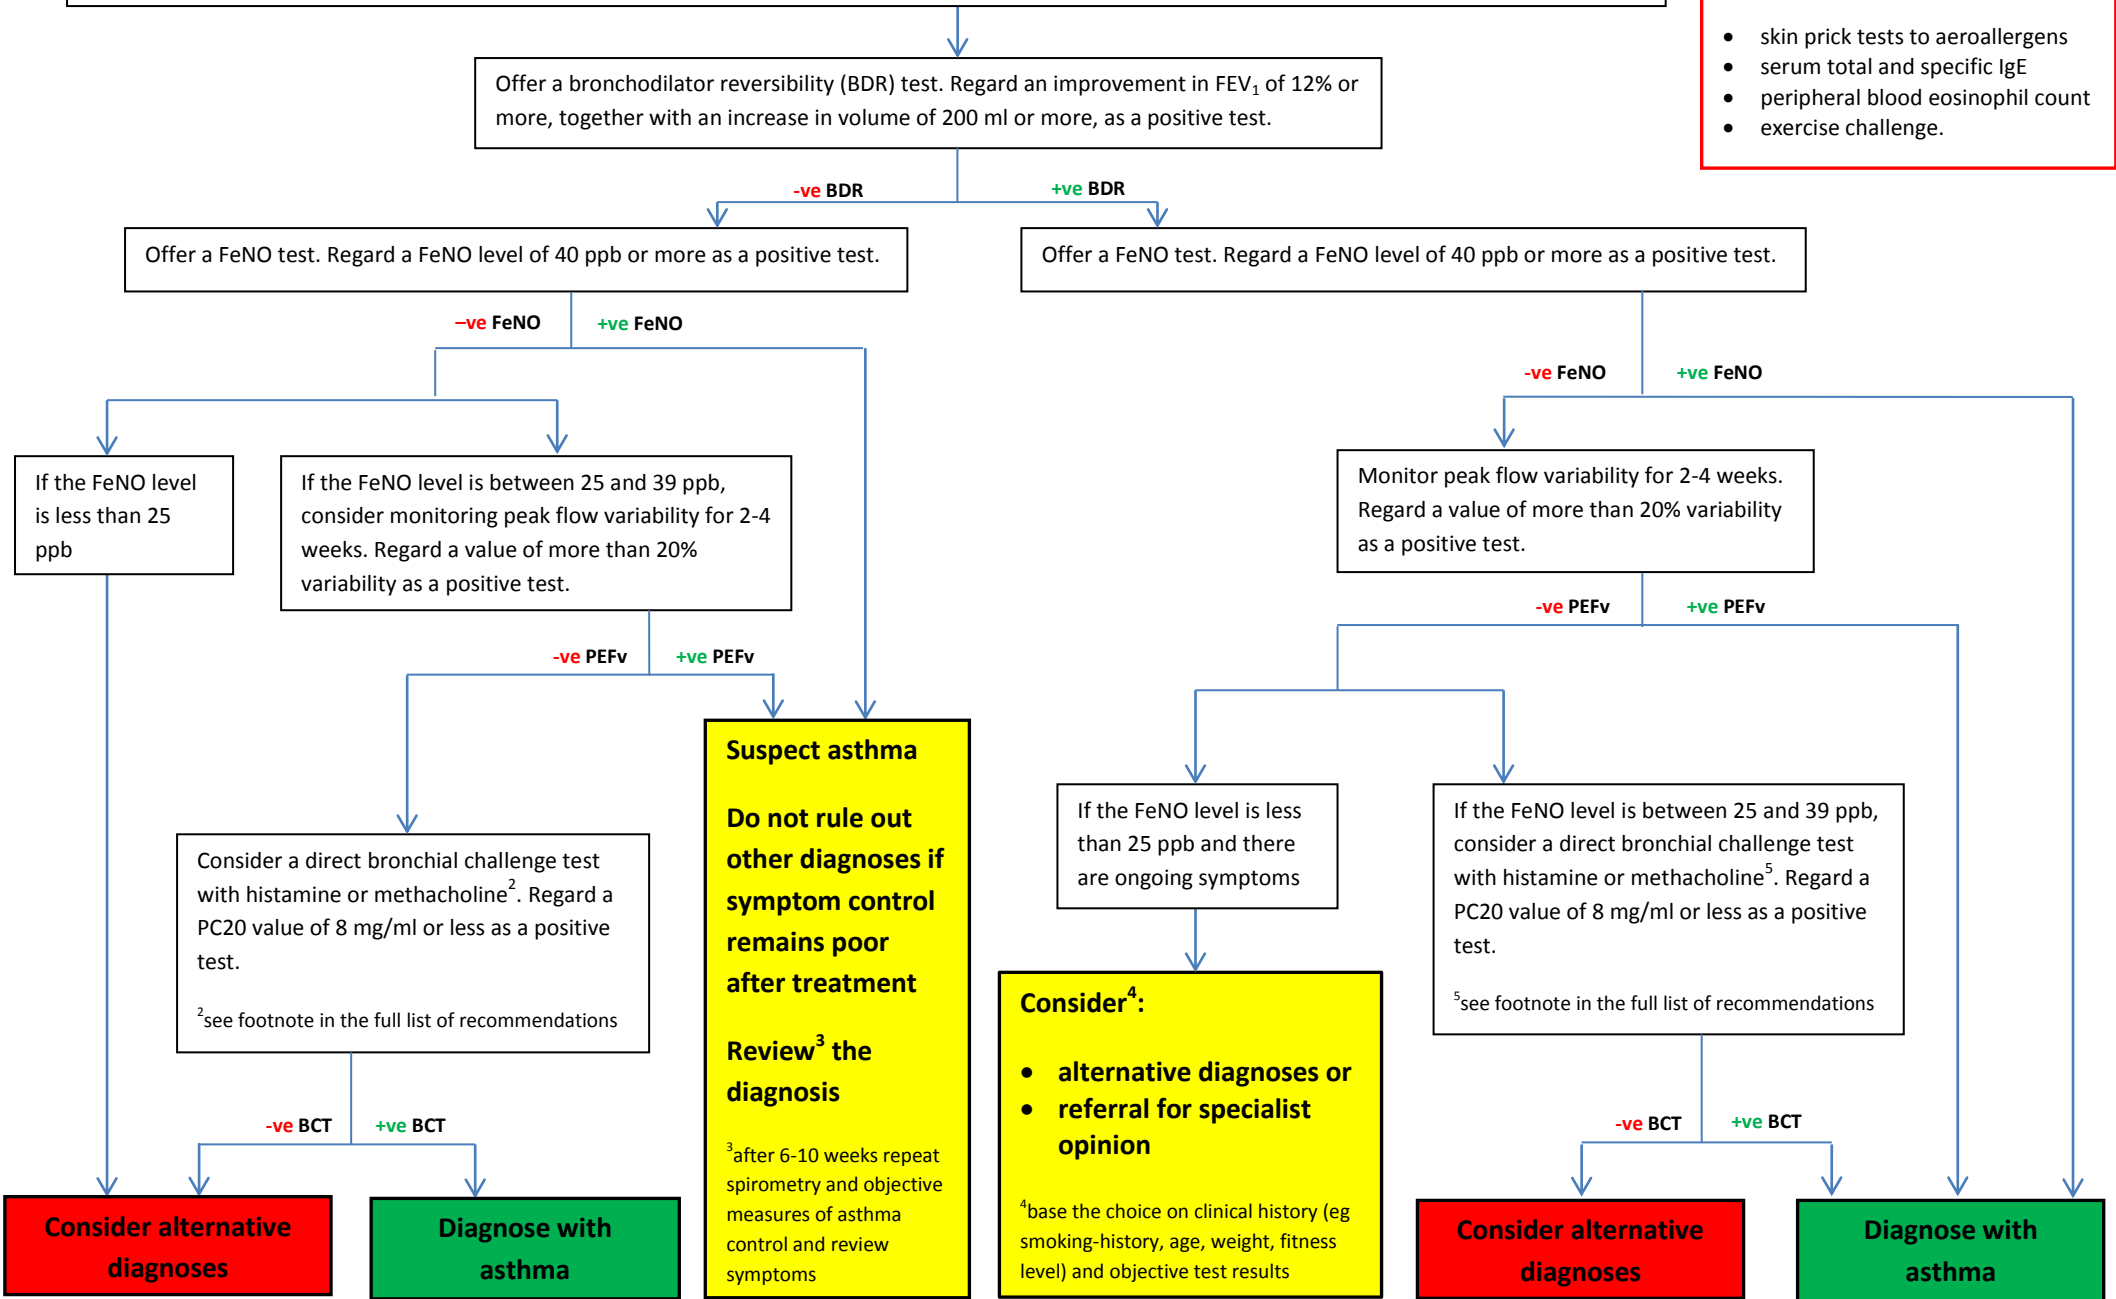 • skin prick tests to aeroallergens
• serum total and specific IgE
• peripheral blood eosinophil count
• exercise challenge.
Offer a bronchodilator reversibility (BDR) test. Regard an improvement in FEV1 of 12% or
more, together with an increase in volume of 200 ml or more, as a positive test.
-ve BDR
+ve BDR
Offer a FeNO test. Regard a FeNO level of 40 ppb or more as a positive test.
Offer a FeNO test. Regard a FeNO level of 40 ppb or more as a positive test.
–ve FeNO
+ve FeNO
-ve FeNO
+ve FeNO
If the FeNO level
is less than 25
ppb
If the FeNO level is between 25 and 39 ppb,
consider monitoring peak flow variability for 2-4
weeks. Regard a value of more than 20%
variability as a positive test.
Monitor peak flow variability for 2-4 weeks.
Regard a value of more than 20% variability
as a positive test.
-ve PEFv
+ve PEFv
-ve PEFv
+ve PEFv
Consider a direct bronchial challenge test
with histamine or methacholine2. Regard a
PC20 value of 8 mg/ml or less as a positive
test.
2see footnote in the full list of recommendations
Suspect asthma
Do not rule out
other diagnoses if
symptom control
remains poor
after treatment
Review3 the
diagnosis
3after 6-10 weeks repeat
spirometry and objective
measures of asthma
control and review
symptoms
If the FeNO level is less
than 25 ppb and there
are ongoing symptoms
If the FeNO level is between 25 and 39 ppb,
consider a direct bronchial challenge test
with histamine or methacholine5. Regard a
PC20 value of 8 mg/ml or less as a positive
test.
5see footnote in the full list of recommendations
Consider4:
• alternative diagnoses or
• referral for specialist
opinion
4base the choice on clinical history (eg
smoking-history, age, weight, fitness
level) and objective test results
-ve BCT
+ve BCT
-ve BCT
+ve BCT
Consider alternative
diagnoses
Diagnose with
asthma
Consider alternative
diagnoses
Diagnose with
asthma